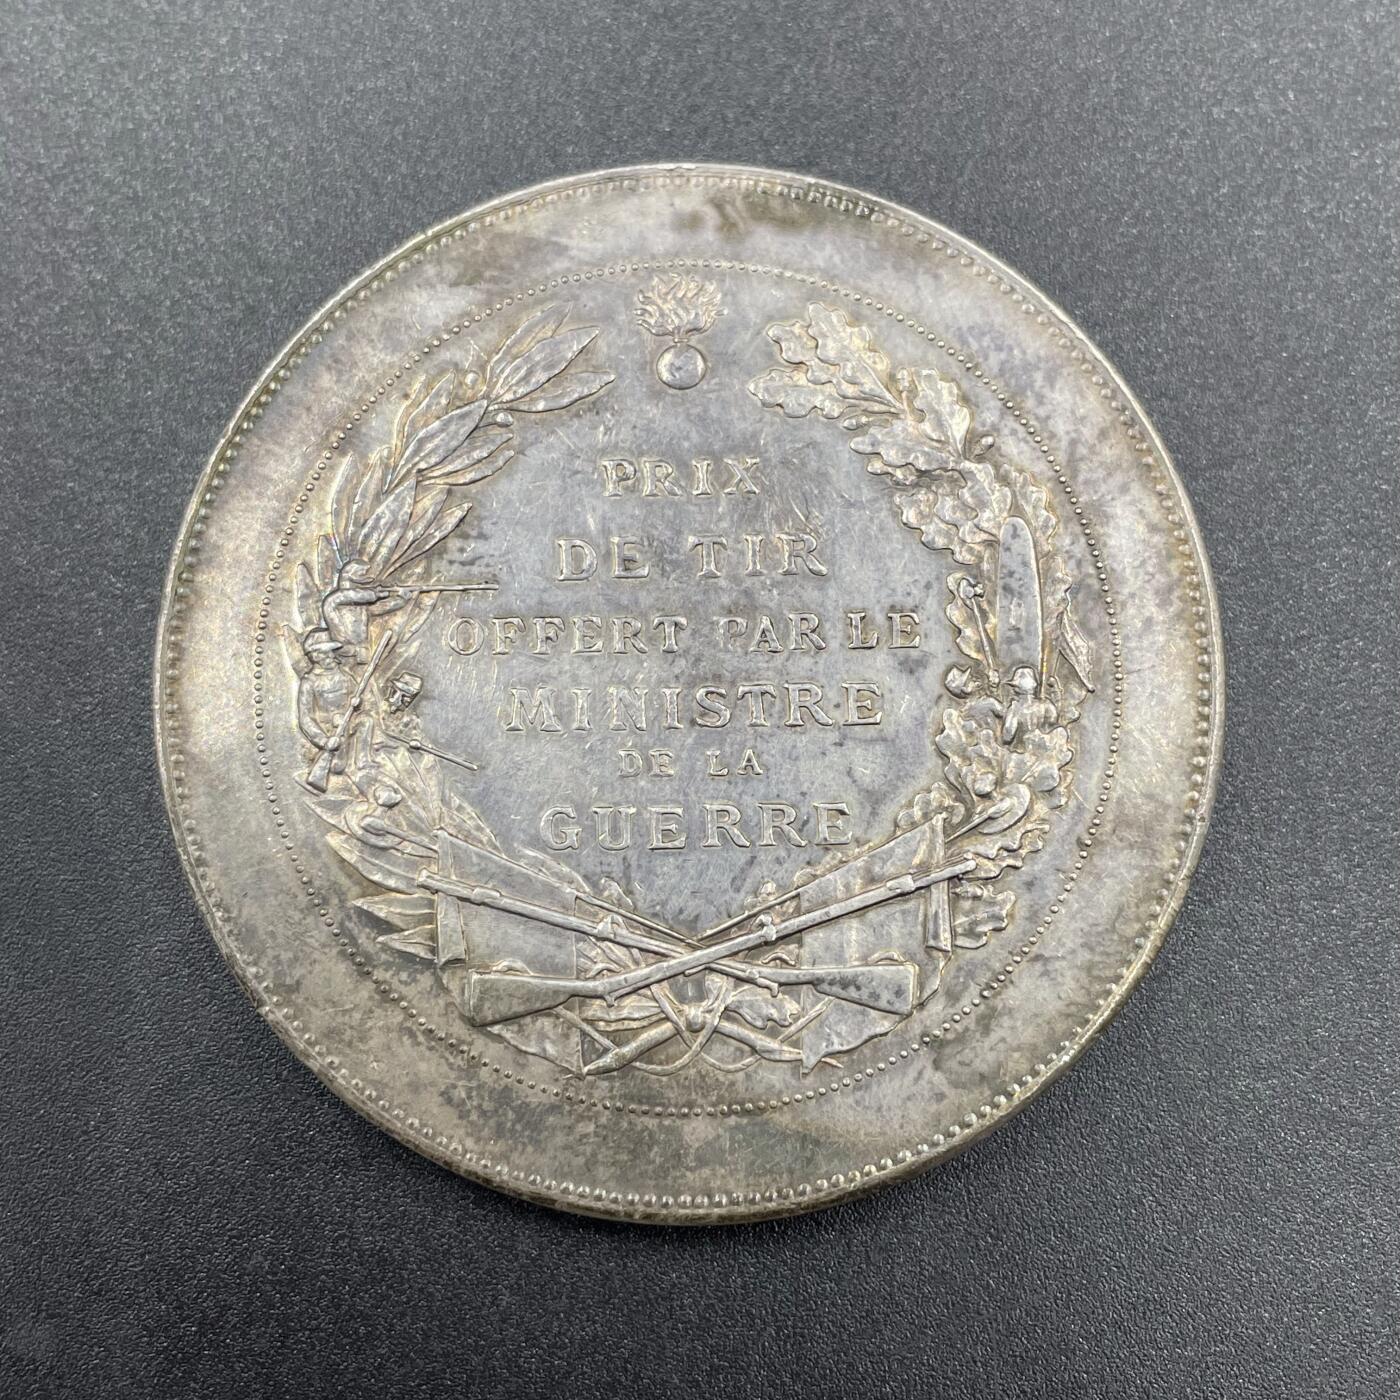 PRIX
DE TIR
OFFERT PAR LE
MINISTRE
DE LA
GUERRE